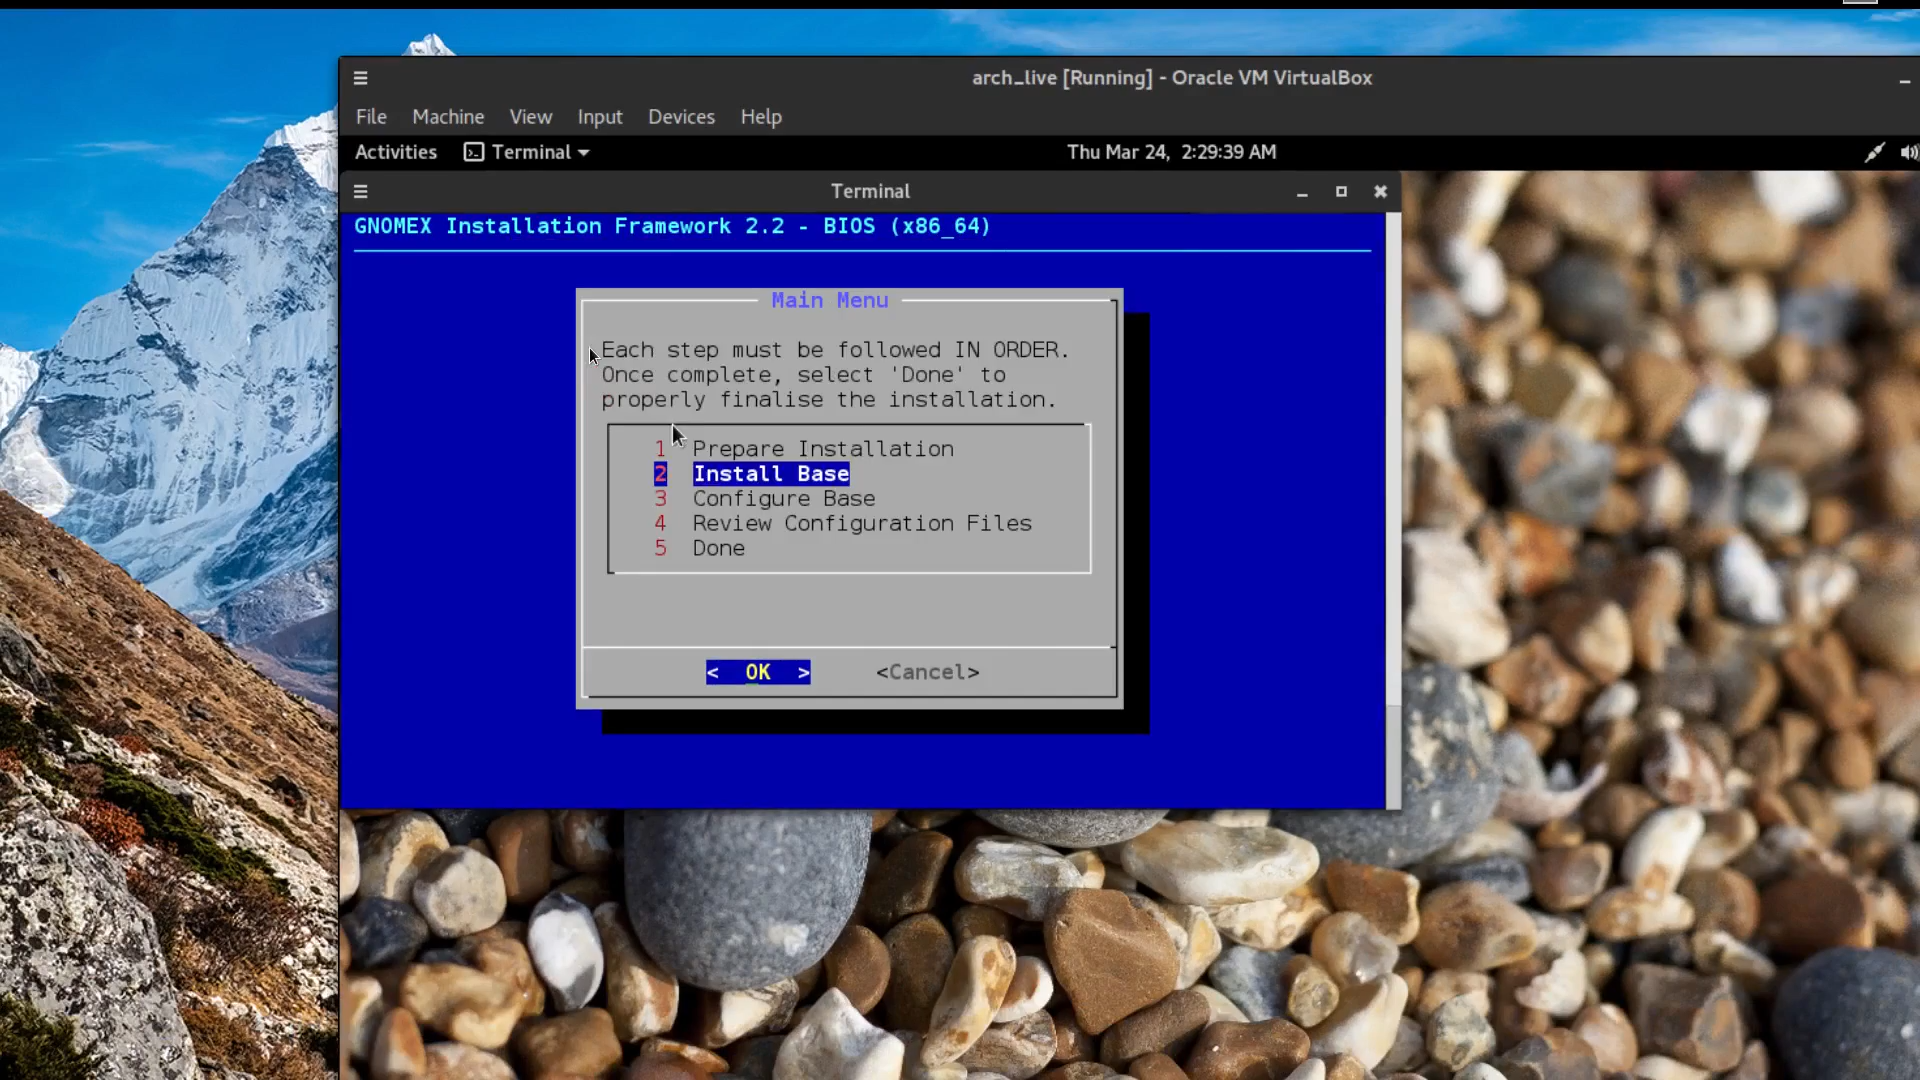 arch_live [Running] - Oracle VM VirtualBox
File Machine View Input Devices Help
Activities Terminal Thu Mar 24, 2:29:39 AM
Terminal
GNOMEX Installation Framework 2.2 - BIOS (x86_64)
Main Menu
Each step must be followed IN ORDER.
Once complete, select 'Done' to
properly finalise the installation.
1 Prepare Installation
2 Install Base
3 Configure Base
4 Review Configuration Files
5 Done
< OK > <Cancel>